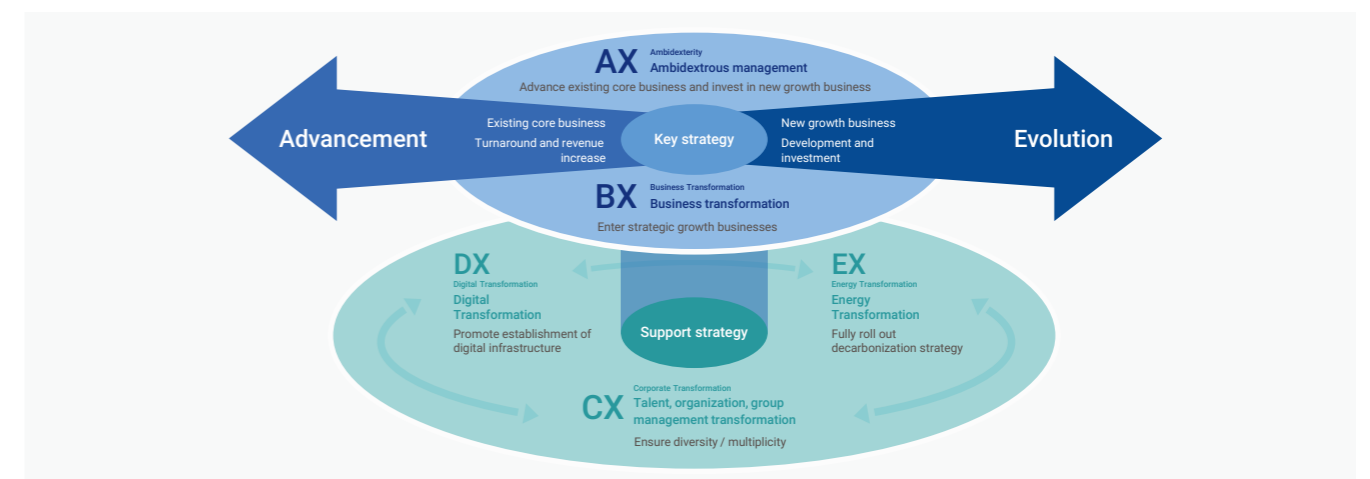 AX
Ambidexterity
Ambidextrous management
Advance existing core business and invest in new growth business
Advancement
Existing core business
Turnaround and revenue
increase
Key strategy
New growth business
Development and
investment
Evolution
BX
Business Transformation
Business transformation
Enter strategic growth businesses
DX
Digital Transformation
Digital
Transformation
Promote establishment of
digital infrastructure
EX
Energy Transformation
Energy
Transformation
Fully roll out
decarbonization strategy
Support strategy
CX
Corporate Transformation
Talent, organization, group
management transformation
Ensure diversity / multiplicity